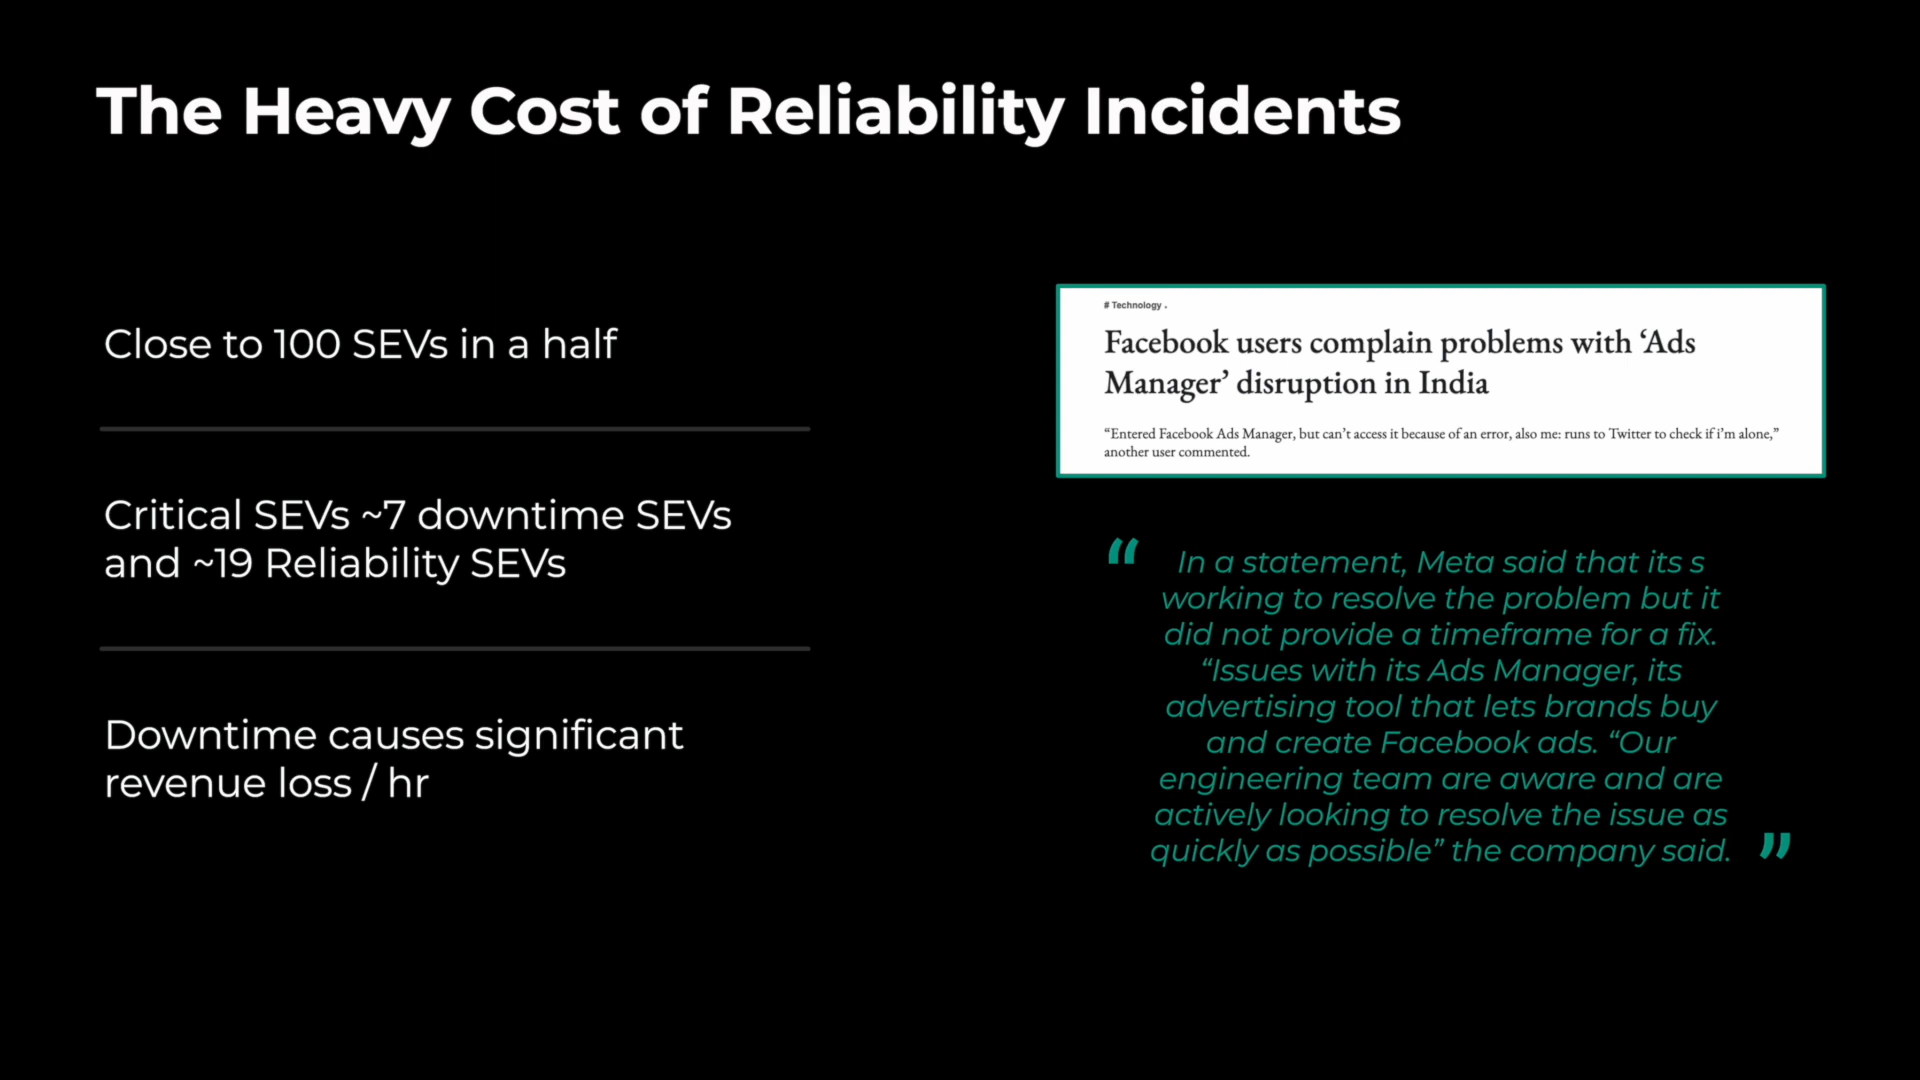 The Heavy Cost of Reliability Incidents
Close to 100 SEVs in a half
Critical SEVs ~7 downtime SEVs
and ~19 Reliability SEVs
Downtime causes significant
revenue loss / hr
# Technology .
Facebook users complain problems with ‘Ads
Manager’ disruption in India
“Entered Facebook Ads Manager, but can’t access it because of an error, also me: runs to Twitter to check if i’m alone,”
another user commented.
“ In a statement, Meta said that its s
working to resolve the problem but it
did not provide a timeframe for a fix.
“Issues with its Ads Manager, its
advertising tool that lets brands buy
and create Facebook ads. “Our
engineering team are aware and are
actively looking to resolve the issue as
quickly as possible” the company said. ”